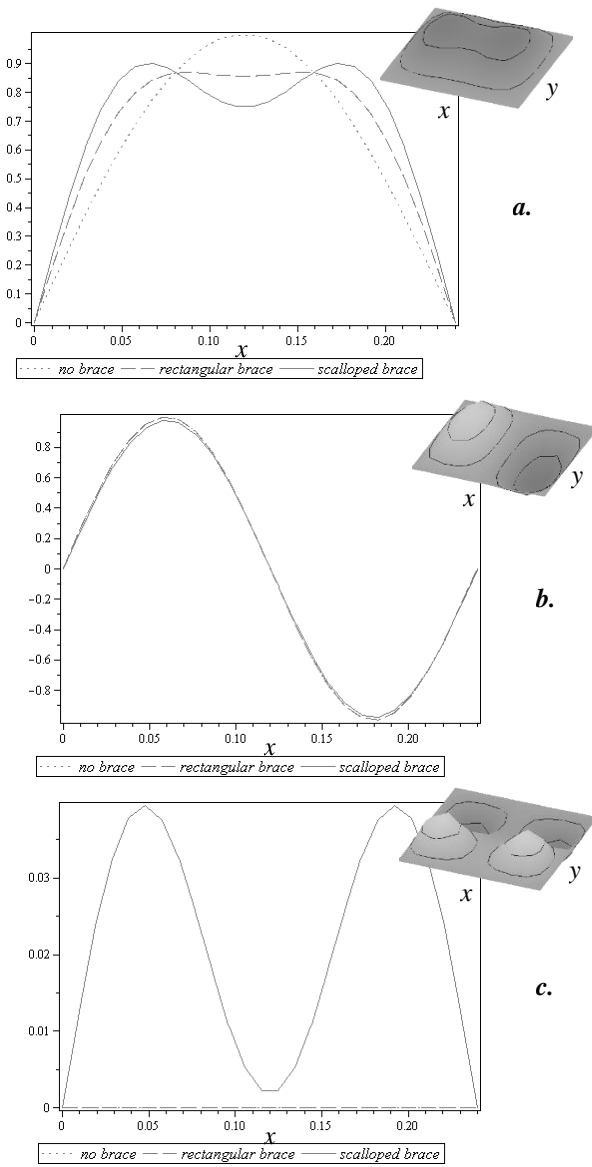 0.9
0.8
0.7
0.6
0.5
0.4
0.3
0.2
0.1
0
0 0.05 0.10 0.15 0.20
x
x y
a.
no brace rectangular brace scalloped brace
0.8
0.6
0.4
0.2
0
−0.2
−0.4
−0.6
−0.8
0 0.05 0.10 0.15 0.20
x
x y
b.
no brace rectangular brace scalloped brace
0.03
0.02
0.01
0
0 0.05 0.10 0.15 0.20
x
x y
c.
no brace rectangular brace scalloped brace